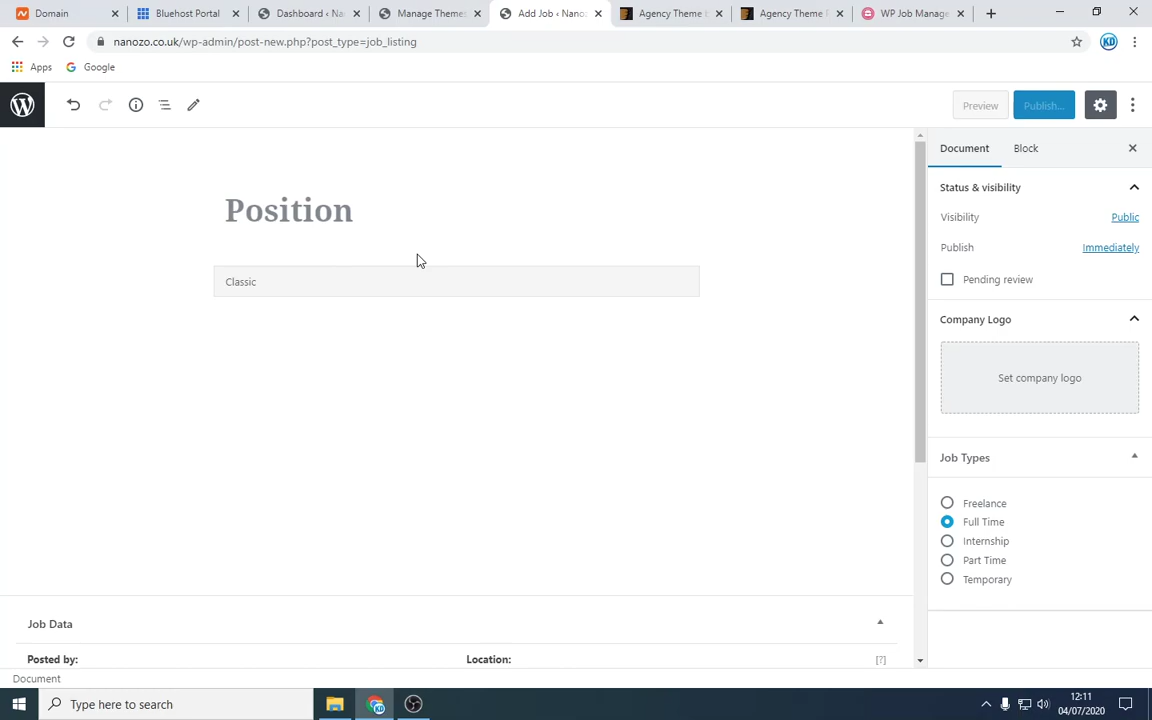 Domain
Bluehost Portal
Dashboard ‹ Na
Manage Themes
Add Job ‹ Nano
Agency Theme b
Agency Theme
WP Job Manage
nanozo.co.uk/wp-admin/post-new.php?post_type=job_listing
Apps
Google
Preview
Publish...
Document
Block
Position
Status & visibility
Visibility
Public
Publish
Immediately
Classic
Pending review
Company Logo
Set company logo
Job Types
Freelance
Full Time
Internship
Part Time
Temporary
Job Data
Posted by:
Location:
[?]
Document
Type here to search
12:11
04/07/2020